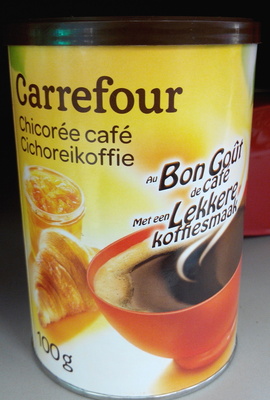 Carrefour
Chicorée café
Cichoreikoffie
Au Bon Goût
de café
Met een Lekkere
koffiesmaak
100g